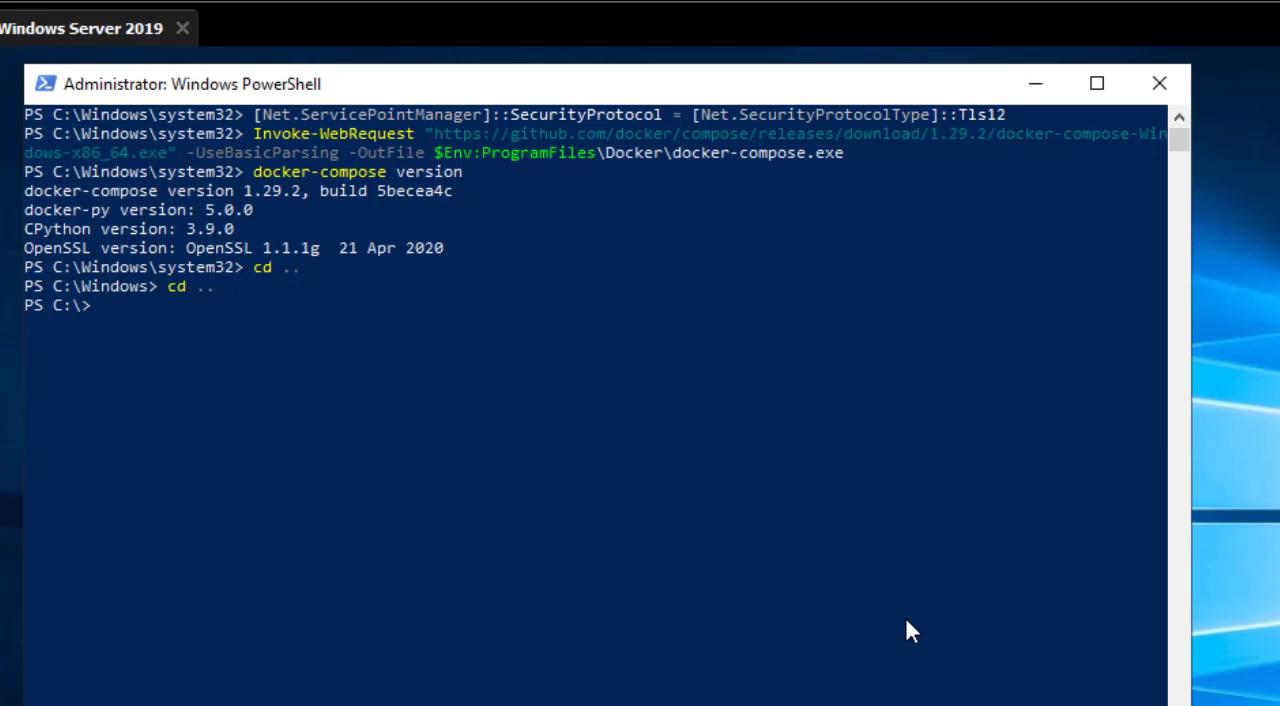 Windows Server 2019
Administrator: Windows PowerShell
PS C:\Windows\system32> [Net.ServicePointManager]::SecurityProtocol = [Net.SecurityProtocolType]::Tls12
PS C:\Windows\system32> Invoke-WebRequest "https://github.com/docker/compose/releases/download/1.29.2/docker-compose-Win
dows-x86_64.exe" -UseBasicParsing -OutFile $Env:ProgramFiles\Docker\docker-compose.exe
PS C:\Windows\system32> docker-compose version
docker-compose version 1.29.2, build 5becea4c
docker-py version: 5.0.0
CPython version: 3.9.0
OpenSSL version: OpenSSL 1.1.1g  21 Apr 2020
PS C:\Windows\system32> cd ..
PS C:\Windows> cd ..
PS C:\>